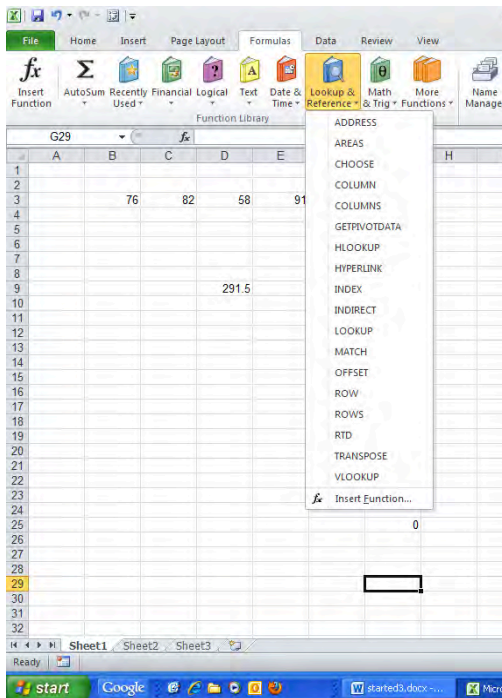 File Home Insert Page Layout Formulas Data Review View
fx Σ
Insert Function AutoSum Recently Used Financial Logical Text Date & Time Lookup & Reference Math & Trig More Functions Name
Function Library
G29 fx
A B C D E H
1
2
3 76 82 58 91
4
5
6
7
8
9 291.5
10
11
12
13
14
15
16
17
18
19
20
21
22
23
24
25 0
26
27
28
29
30
31
32
ADDRESS
AREAS
CHOOSE
COLUMN
COLUMNS
GETPIVOTDATA
HLOOKUP
HYPERLINK
INDEX
INDIRECT
LOOKUP
MATCH
OFFSET
ROW
ROWS
RTD
TRANSPOSE
VLOOKUP
fx Insert Function...
Sheet1 Sheet2 Sheet3
Ready
start Google started3.docx -...